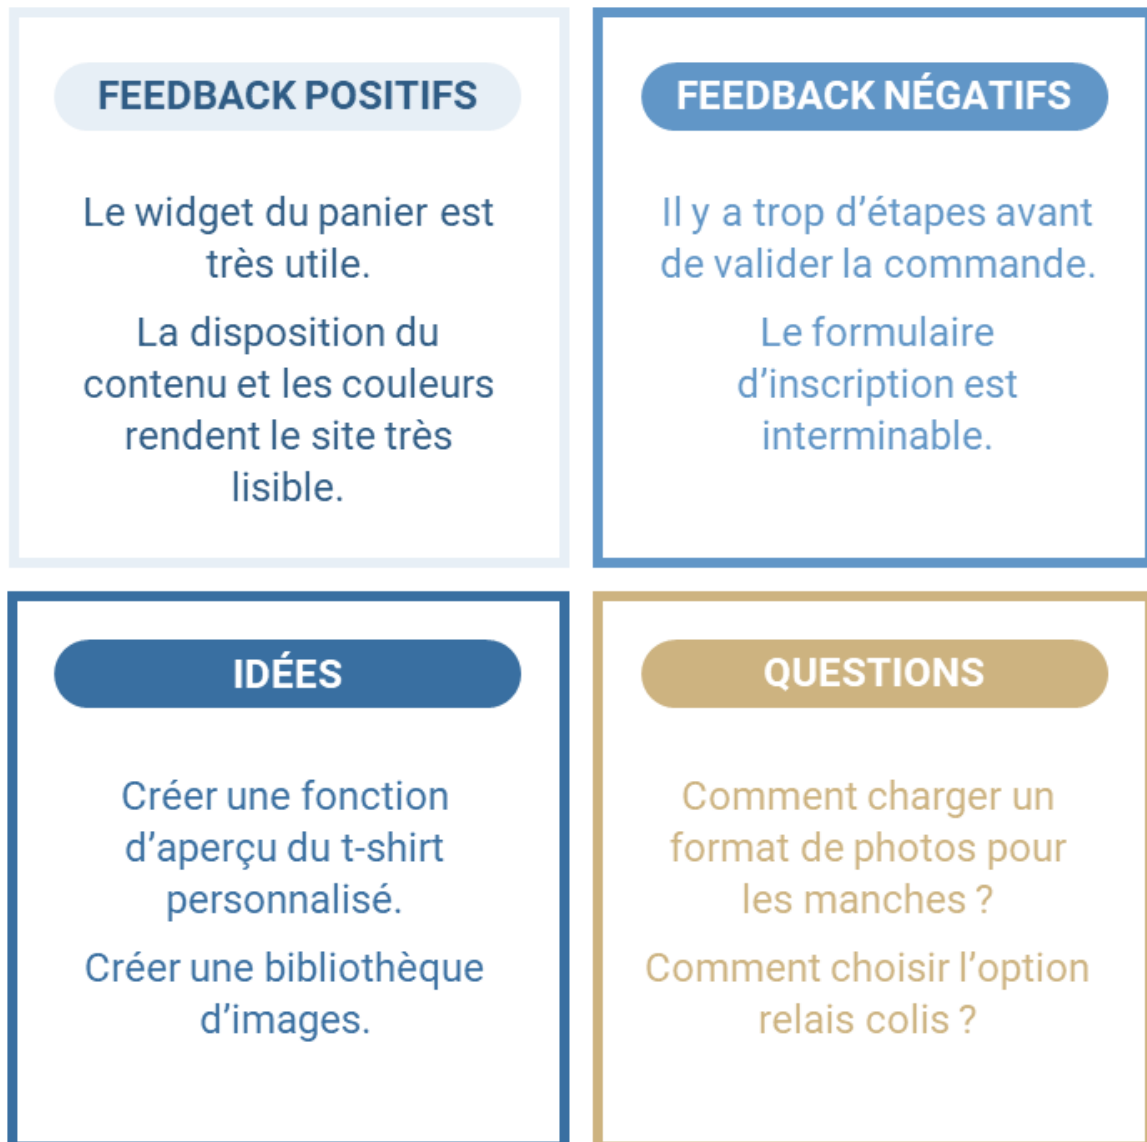 FEEDBACK POSITIFS
Le widget du panier est
très utile.
La disposition du
contenu et les couleurs
rendent le site très
lisible.
FEEDBACK NÉGATIFS
Il y a trop d’étapes avant
de valider la commande.
Le formulaire
d’inscription est
interminable.
IDÉES
Créer une fonction
d’aperçu du t-shirt
personnalisé.
Créer une bibliothèque
d’images.
QUESTIONS
Comment charger un
format de photos pour
les manches ?
Comment choisir l’option
relais colis ?